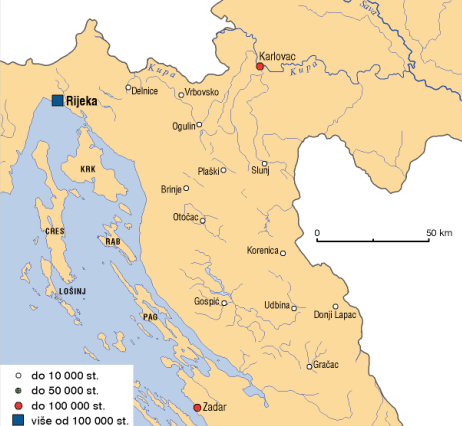 Sava
Karlovac
Kupa
Kupa
Delnice
Vrbovsko
Rijeka
Ogulin
KRK
Plaški
Slunj
Brinje
Otočac
CRES
RAB
0 50 km
Korenica
LOŠINJ
Gospić
Udbina
Donji Lapac
PAG
Gračac
do 10 000 st.
do 50 000 st.
do 100 000 st.
više od 100 000 st.
Zadar